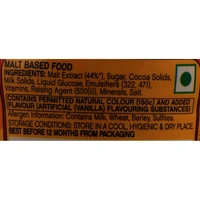 MALT BASED FOOD
INGREDIENTS: Malt Extract (44%*), Sugar, Cocoa Solids,
Milk Solids, Liquid Glucose, Emulsifiers (322, 471),
Vitamins, Raising Agent (500(ii)), Minerals, Salt.
CONTAINS PERMITTED NATURAL COLOUR (150c) AND ADDED
FLAVOUR (ARTIFICIAL (VANILLA) FLAVOURING SUBSTANCES)
Allergen Information: Contains Milk, Wheat, Barley, Sulfites.
STORAGE CONDITIONS: STORE IN A COOL, HYGIENIC & DRY PLACE.
BEST BEFORE 12 MONTHS FROM PACKAGING